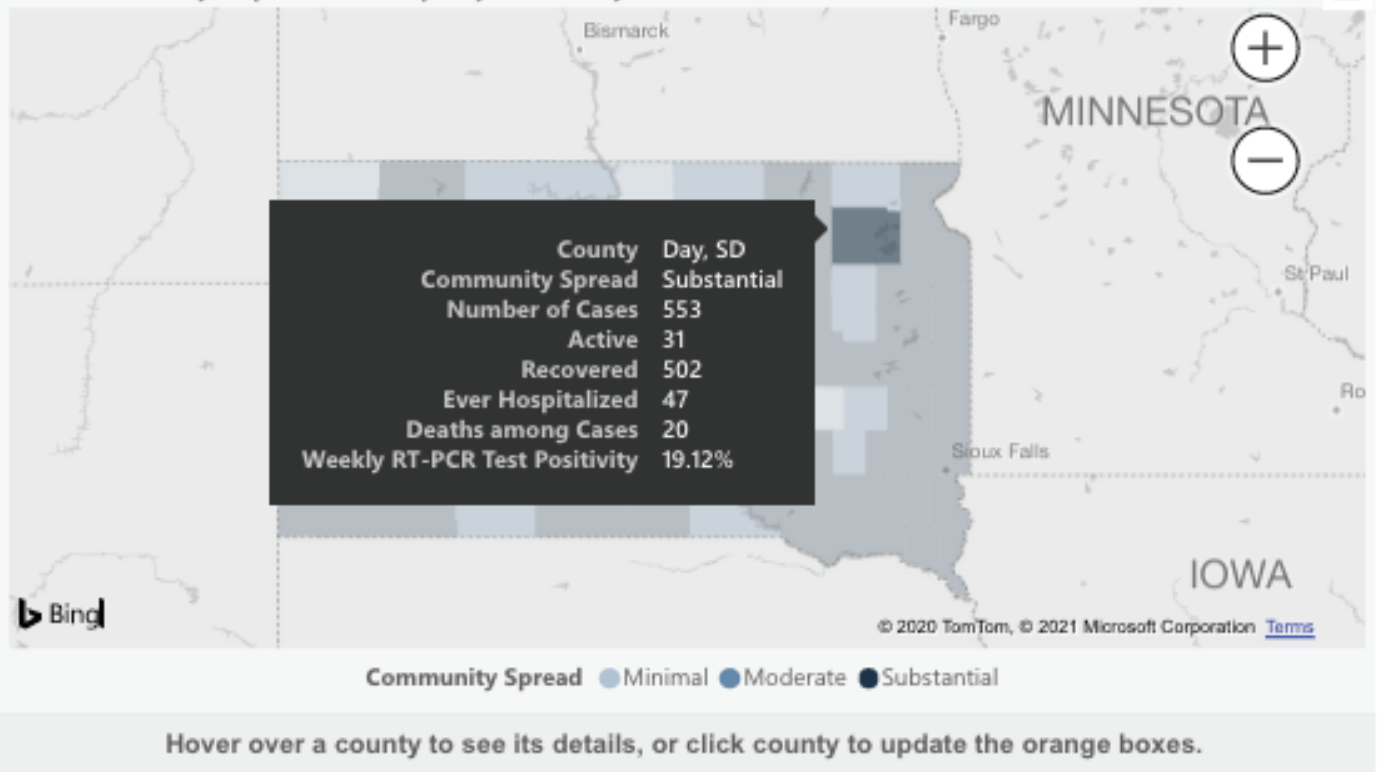 Bismarck
Fargo
MINNESOTA
County Day, SD
Community Spread Substantial
Number of Cases 553
Active 31
Recovered 502
Ever Hospitalized 47
Deaths among Cases 20
Weekly RT-PCR Test Positivity 19.12%
St Paul
Ro
Sioux Falls
IOWA
Bing
© 2020 TomTom, © 2021 Microsoft Corporation Terms
Community Spread Minimal Moderate Substantial
Hover over a county to see its details, or click county to update the orange boxes.